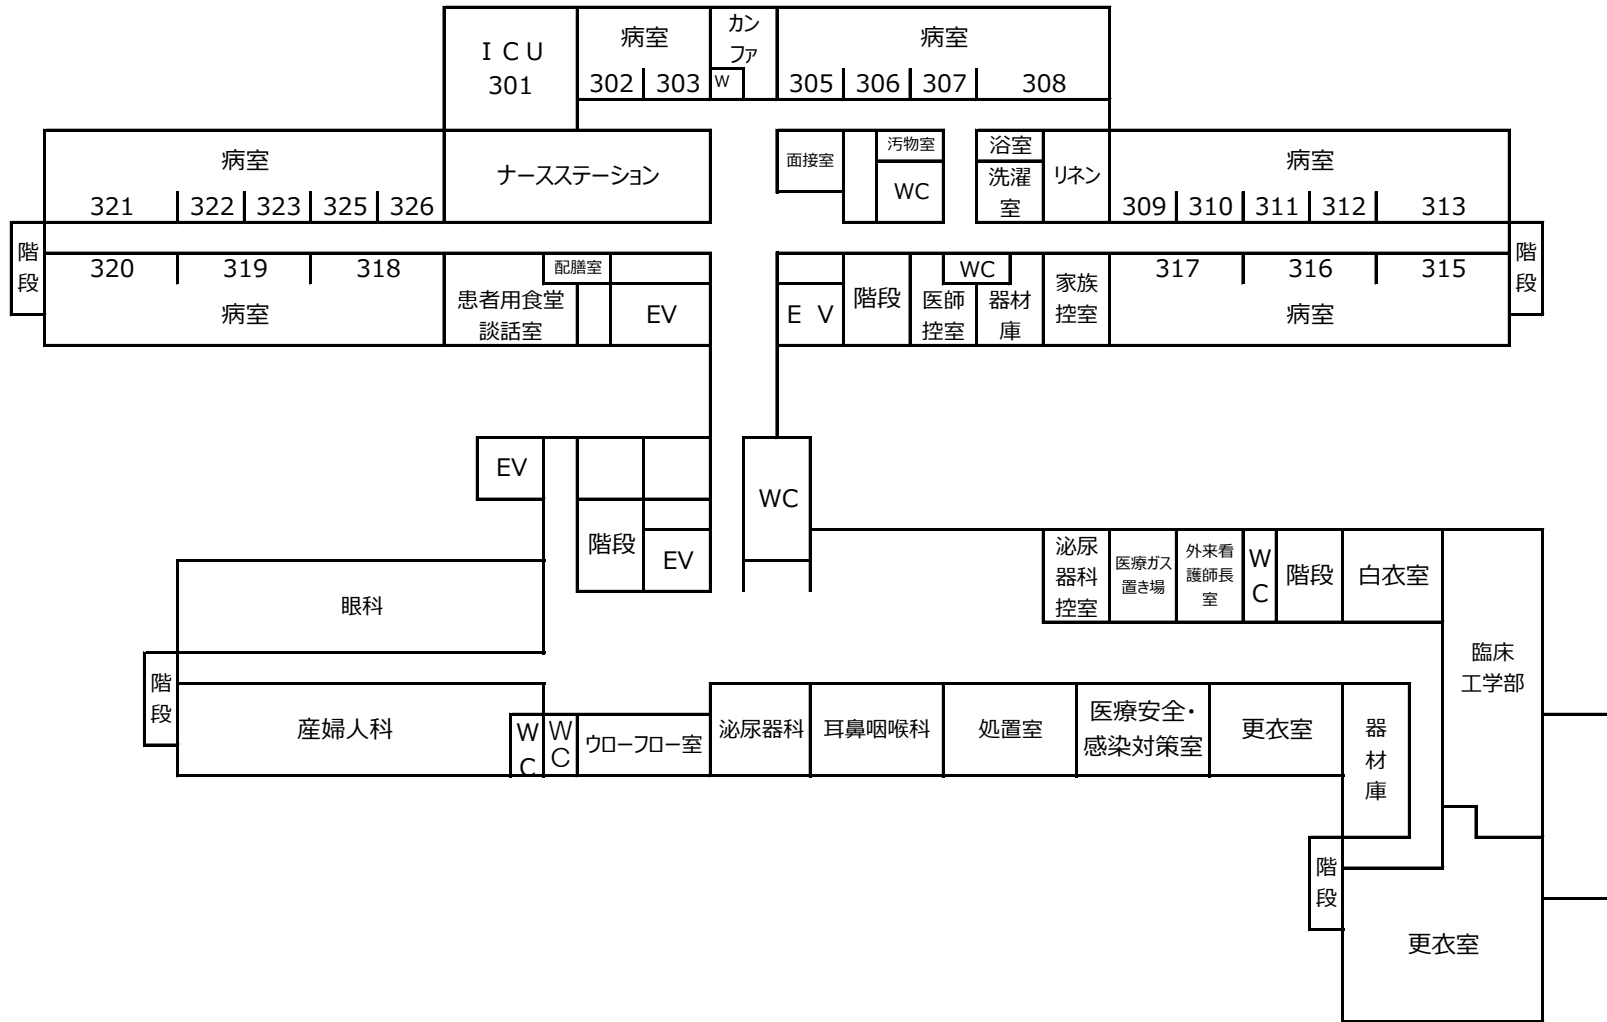 ＩＣＵ
301
病室
302 303
カン
ファ
W
病室
305 306 307 308
病室
321 322 323 325 326
ナースステーション
面接室
汚物室
WC
浴室
洗濯
室
リネン
病室
309 310 311 312 313
階
段
320 319 318
病室
配膳室
患者用食堂
談話室
EV
ＥＶ
階段
医師
控室
WC
器材
庫
家族
控室
317 316 315
病室
階
段
EV
階段
EV
WC
泌尿
器科
控室
医療ガス
置き場
外来看
護師長
室
W
C
階段
白衣室
臨床
工学部
眼科
階
段
産婦人科
W
C
W
C
ウローフロー室
泌尿器科
耳鼻咽喉科
処置室
医療安全・
感染対策室
更衣室
器
材
庫
階
段
更衣室